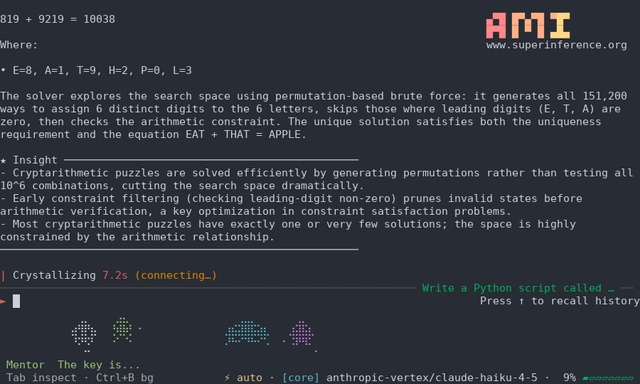 819 + 9219 = 10038
AMI
Where:
www.superinference.org
• E=8, A=1, T=9, H=2, P=0, L=3
The solver explores the search space using permutation-based brute force: it generates all 151,200
ways to assign 6 distinct digits to the 6 letters, skips those where leading digits (E, T, A) are
zero, then checks the arithmetic constraint. The unique solution satisfies both the uniqueness
requirement and the equation EAT + THAT = APPLE.
★ Insight
- Cryptarithmetic puzzles are solved efficiently by generating permutations rather than testing all
10^6 combinations, cutting the search space dramatically.
- Early constraint filtering (checking leading-digit non-zero) prunes invalid states before
arithmetic verification, a key optimization in constraint satisfaction problems.
- Most cryptarithmetic puzzles have exactly one or very few solutions; the space is highly
constrained by the arithmetic relationship.
| Crystallizing 7.2s (connecting…)
Write a Python script called …
Press ↑ to recall history
Mentor The key is...
Tab inspect · Ctrl+B bg ⚡ auto · [core] anthropic-vertex/claude-haiku-4-5 · 9%